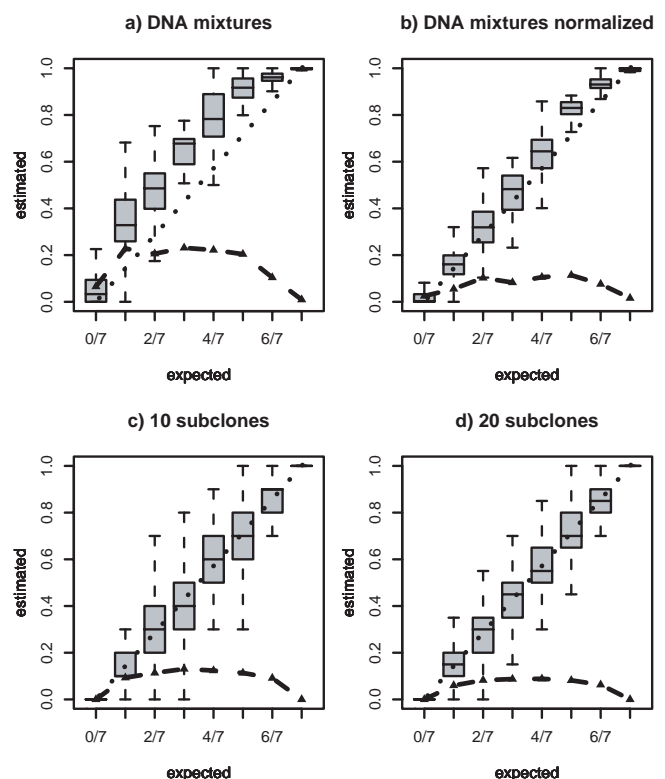 a) DNA mixtures
b) DNA mixtures normalized
estimated
0.0 0.2 0.4 0.6 0.8 1.0
0/7 2/7 4/7 6/7
expected
estimated
0.0 0.2 0.4 0.6 0.8 1.0
0/7 2/7 4/7 6/7
expected
c) 10 subclones
d) 20 subclones
estimated
0.0 0.2 0.4 0.6 0.8 1.0
0/7 2/7 4/7 6/7
expected
estimated
0.0 0.2 0.4 0.6 0.8 1.0
0/7 2/7 4/7 6/7
expected